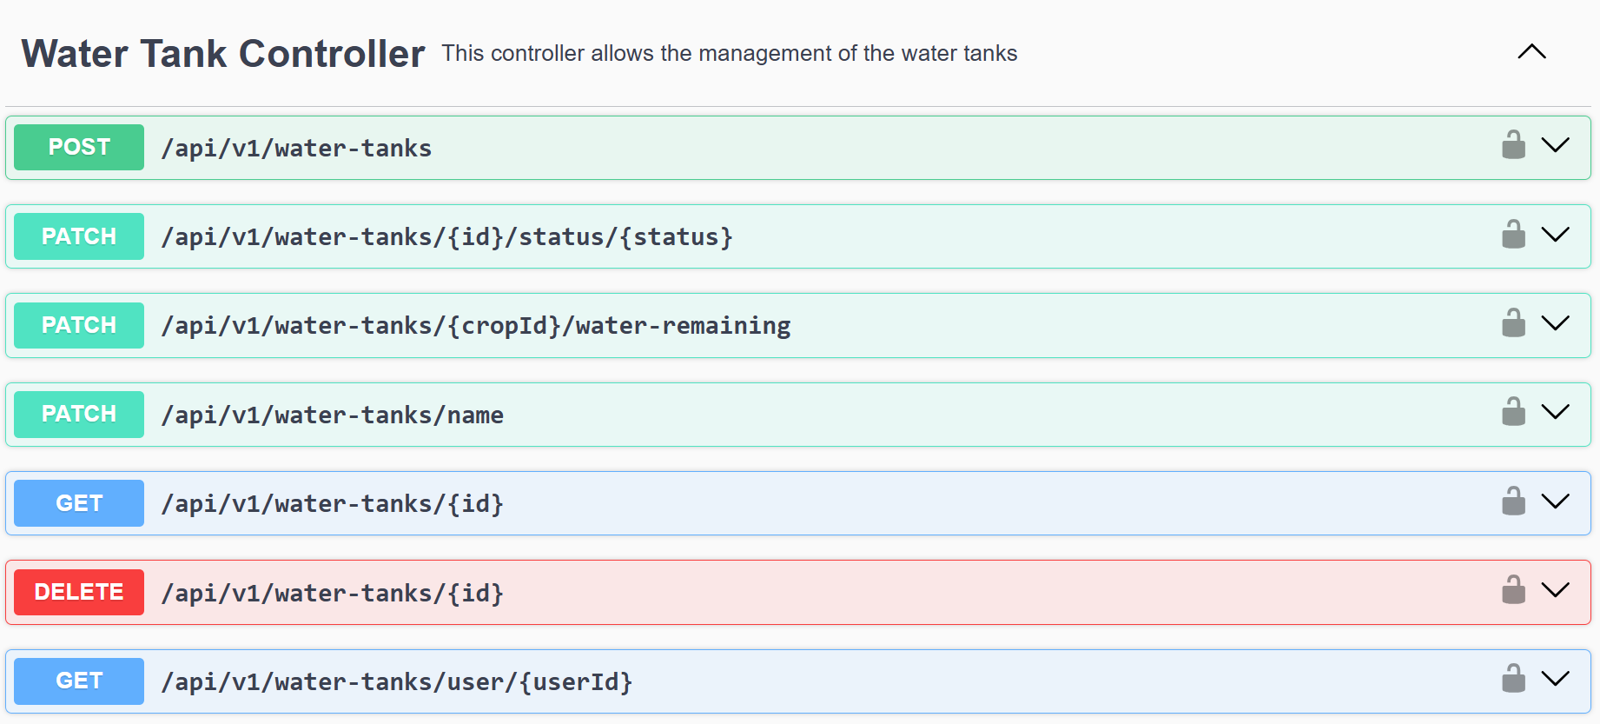 Water Tank Controller This controller allows the management of the water tanks
POST /api/v1/water-tanks
PATCH /api/v1/water-tanks/{id}/status/{status}
PATCH /api/v1/water-tanks/{cropId}/water-remaining
PATCH /api/v1/water-tanks/name
GET /api/v1/water-tanks/{id}
DELETE /api/v1/water-tanks/{id}
GET /api/v1/water-tanks/user/{userId}